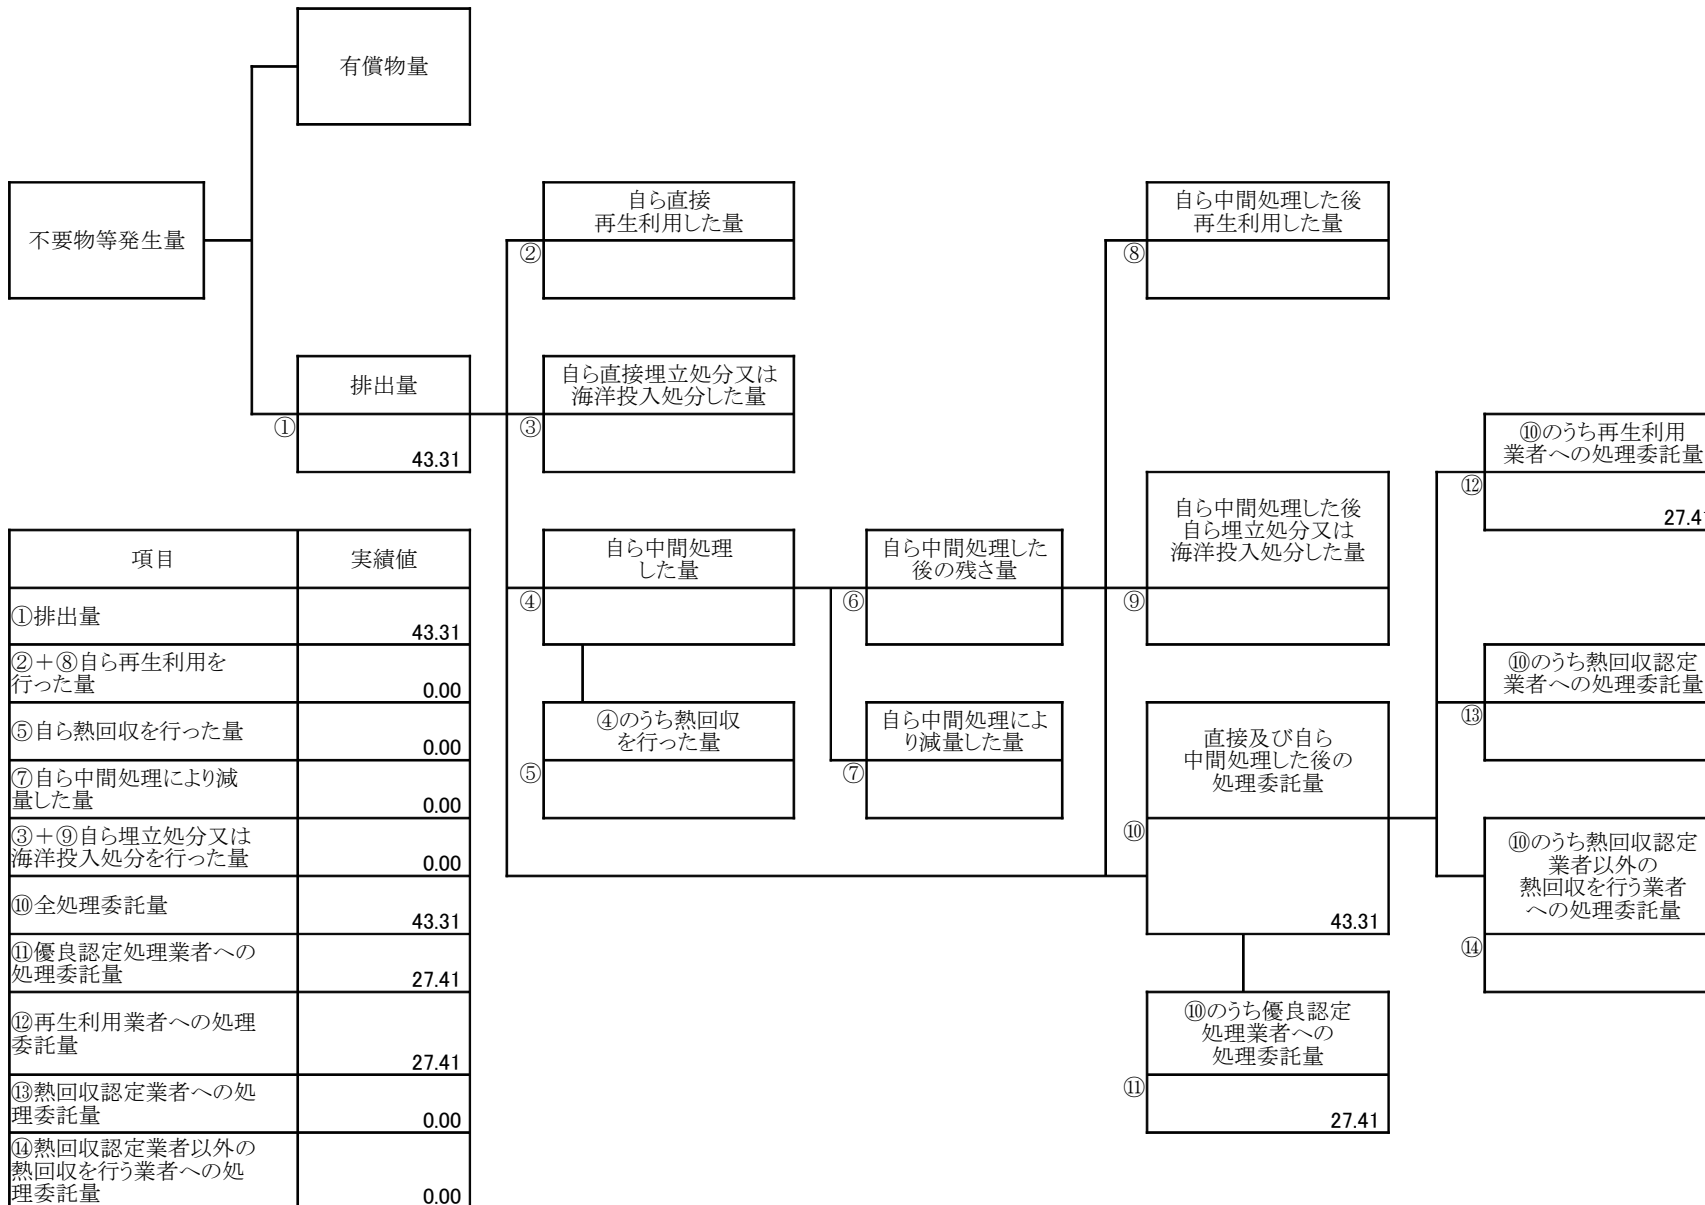 有償物量
不要物等発生量
自ら直接
再生利用した量
②
自ら中間処理した後
再生利用した量
⑧
排出量
①
43.31
自ら直接埋立処分又は
海洋投入処分した量
③
⑩のうち再生利用
業者への処理委託量
⑫
27.41
自ら中間処理した後
自ら埋立処分又は
海洋投入処分した量
⑨
自ら中間処理
した量
④
自ら中間処理した
後の残さ量
⑥
④のうち熱回収
を行った量
⑤
自ら中間処理によ
り減量した量
⑦
直接及び自ら
中間処理した後の
処理委託量
⑩
43.31
⑩のうち熱回収認定
業者への処理委託量
⑬
⑩のうち熱回収認定
業者以外の
熱回収を行う業者
への処理委託量
⑭
⑩のうち優良認定
処理業者への
処理委託量
⑪
27.41
項目 実績値
①排出量
43.31
②+⑧自ら再生利用を
行った量
0.00
⑤自ら熱回収を行った量
0.00
⑦自ら中間処理により減
量した量
0.00
③+⑨自ら埋立処分又は
海洋投入処分を行った量
0.00
⑩全処理委託量
43.31
⑪優良認定処理業者への
処理委託量
27.41
⑫再生利用業者への処理
委託量
27.41
⑬熱回収認定業者への処
理委託量
0.00
⑭熱回収認定業者以外の
熱回収を行う業者への処
理委託量
0.00